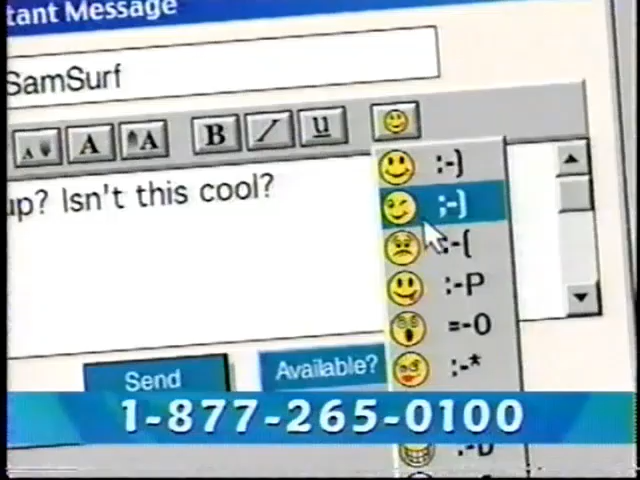 tant Message
SamSurf
A A A B I U
:-)
up? Isn't this cool?
;-)
:-(
:-P
=-O
:-*
Send
Available?
1-877-265-0100
:-D